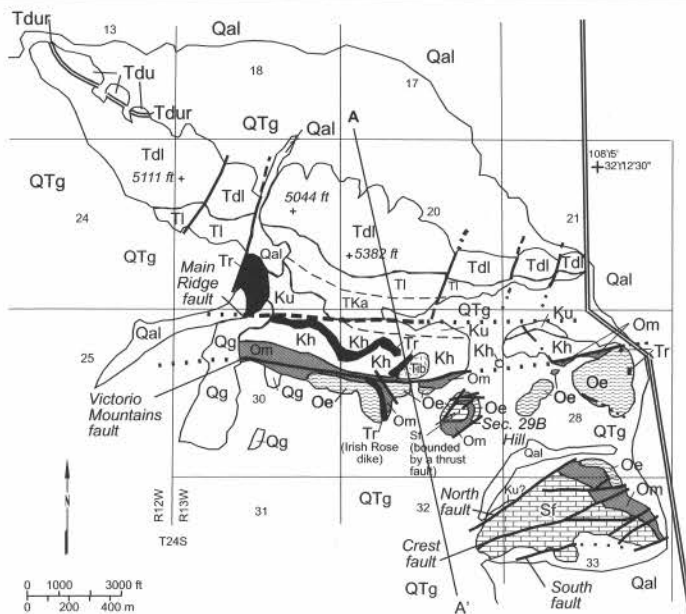 Tdur
13
Qal
18
17
Qal
Tdu
Tdur
QTg
Qal
A
Tdl
5111 ft
Tdl
5044 ft
108°/5'
32°/12'30"
QTg
24
20
21
Tdl
5382 ft
Tl
Qal
Tl
Tl
Tdl
Tdl
Tdl
Qal
QTg
Tr
Main
Ridge
fault
Ku
TKa
QTg
Ku
Ku
Qal
25
Qg
Kh
Kh
Kh
Tr
Kh
Kh
Om
Tr
Om
Tib
Victorio
Mountains
fault
Qg
30
Qg
Oe
Om
Oe
Om
Oe
Oe
Oe
28
Qg
Tr
(Irish Rose
dike)
Sf
(bounded
by a thrust
fault)
Om
Sec. 29B
Hill
QTg
Qal
N
R12W
R13W
T24S
31
QTg
32
North
fault
Ku?
Sf
Oe
Om
Crest
fault
33
QTg
South
fault
Qal
0 1000 3000 ft
0 200 400 m
A'